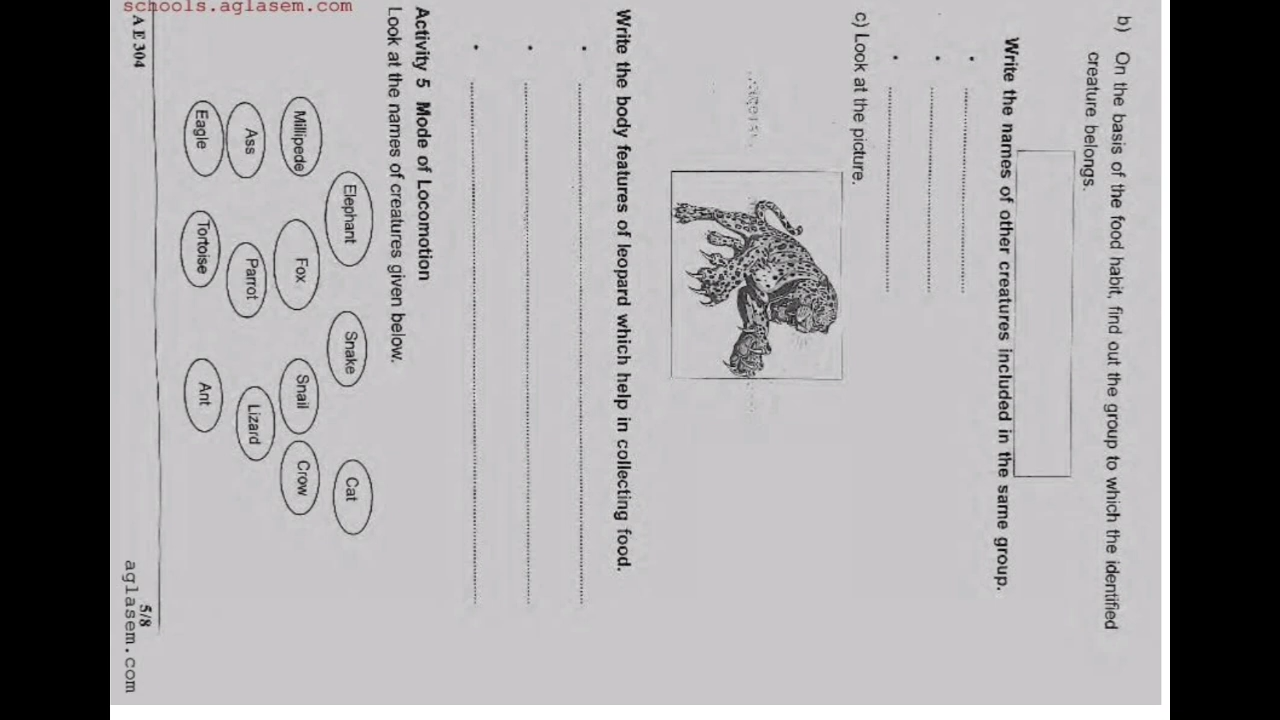 b) On the basis of the food habit, find out the group to which the identified
creature belongs.
Write the names of other creatures included in the same group.
•
•
•
c) Look at the picture.
Write the body features of leopard which help in collecting food.
•
•
•
Activity 5 Mode of Locomotion
Look at the names of creatures given below.
Elephant
Snake
Cat
Millipede
Fox
Snail
Crow
Ass
Parrot
Lizard
Eagle
Tortoise
Ant
A E 304
5/8
schools.aglasem.com
aglasem.com